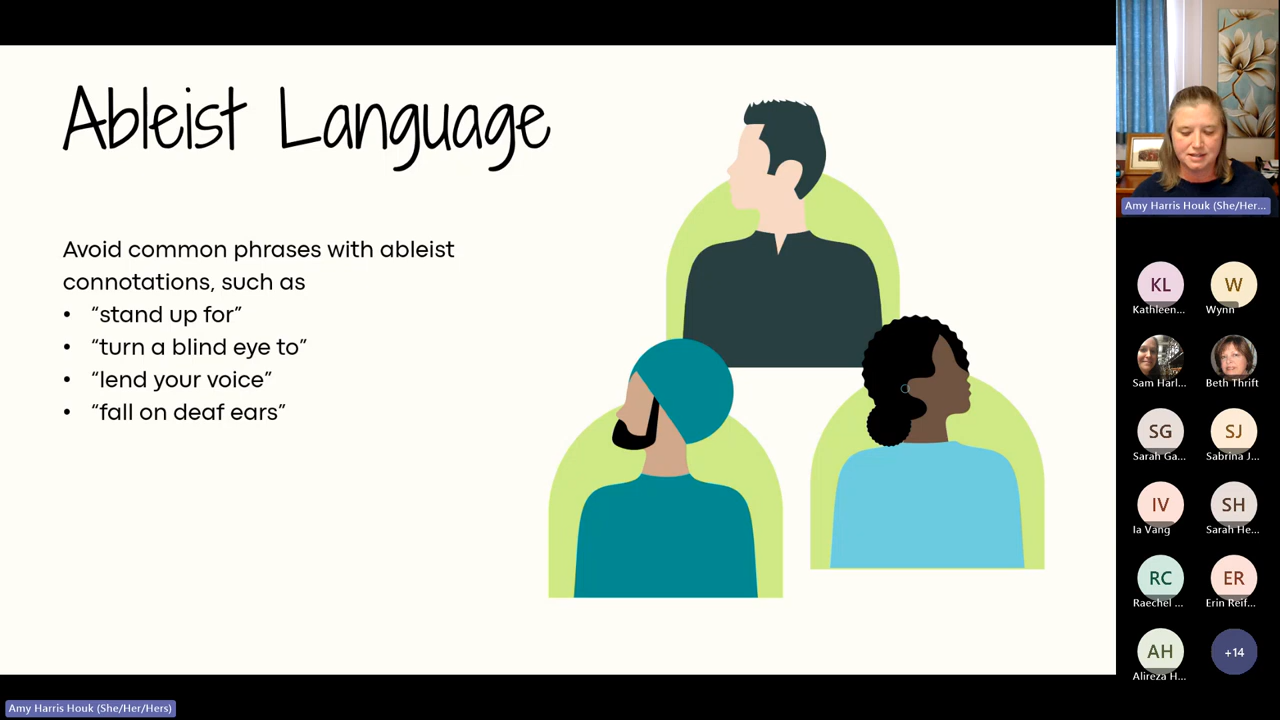 Ableist Language
Avoid common phrases with ableist
connotations, such as
• “stand up for”
• “turn a blind eye to”
• “lend your voice”
• “fall on deaf ears”
Amy Harris Houk (She/Her...
KL
Kathleen...
W
Wynn
Sam Harl...
Beth Thrift
SG
Sarah Ga...
SJ
Sabrina J...
IV
Ia Vang
SH
Sarah He...
RC
Raechel ...
ER
Erin Reif...
AH
Alireza H...
+14
Amy Harris Houk (She/Her/Hers)